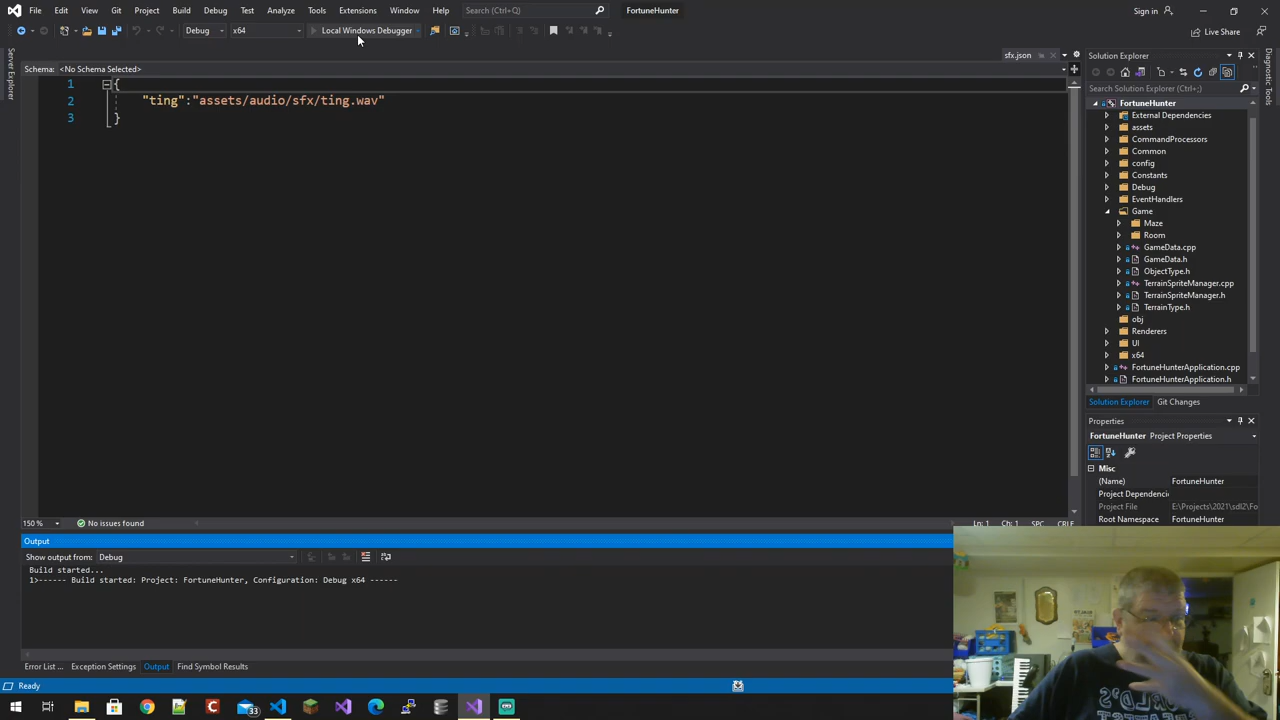 File Edit View Git Project Build Debug Test Analyze Tools Extensions Window Help Search (Ctrl+Q) FortuneHunter Sign in
Debug x64 Local Windows Debugger Live Share
Server Explorer
sfx.json
Schema: <No Schema Selected>
1 {
2 "ting":"assets/audio/sfx/ting.wav"
3 }
150 % No issues found Ln: 1 Ch: 1 SPC CRLF
Solution Explorer
Search Solution Explorer (Ctrl+;)
FortuneHunter
External Dependencies
assets
CommandProcessors
Common
config
Constants
Debug
EventHandlers
Game
Maze
Room
GameData.cpp
GameData.h
ObjectType.h
TerrainSpriteManager.cpp
TerrainSpriteManager.h
TerrainType.h
obj
Renderers
UI
x64
FortuneHunterApplication.cpp
FortuneHunterApplication.h
Solution Explorer Git Changes
Diagnostic Tools
Properties
FortuneHunter Project Properties
Misc
(Name) FortuneHunter
Project Dependenci
Project File E:\Projects\2021\sdl2\Fo
Root Namespace FortuneHunter
Output
Show output from: Debug
Build started...
1>------ Build started: Project: FortuneHunter, Configuration: Debug x64 ------
Error List ... Exception Settings Output Find Symbol Results
Ready
33